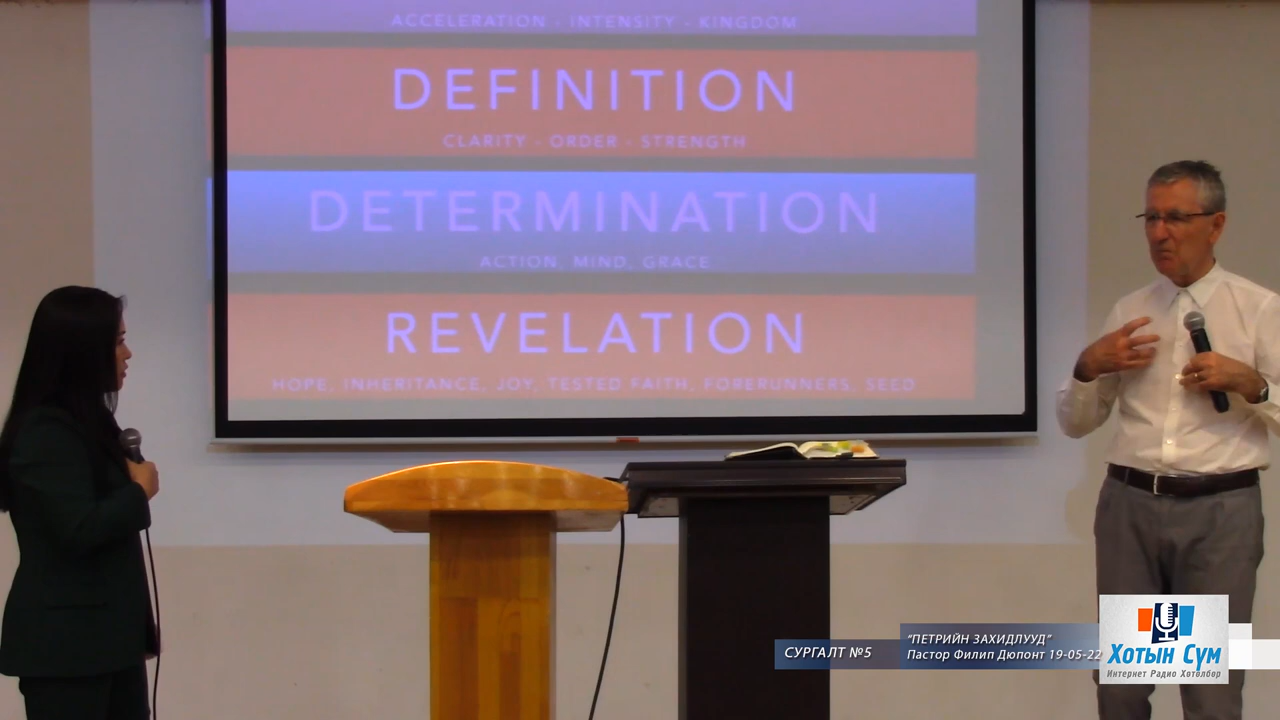 ACCELERATION - INTENSITY - KINGDOM
DEFINITION
CLARITY - ORDER - STRENGTH
DETERMINATION
ACTION, MIND, GRACE
REVELATION
HOPE, INHERITANCE, JOY, TESTED FAITH, FORERUNNERS, SEED
СУРГАЛТ №5
"ПЕТРИЙН ЗАХИДЛУУД"
Пастор Филип Дюпонт 19-05-22
Хотын Сүм
Интернет Радио Хөтөлбөр